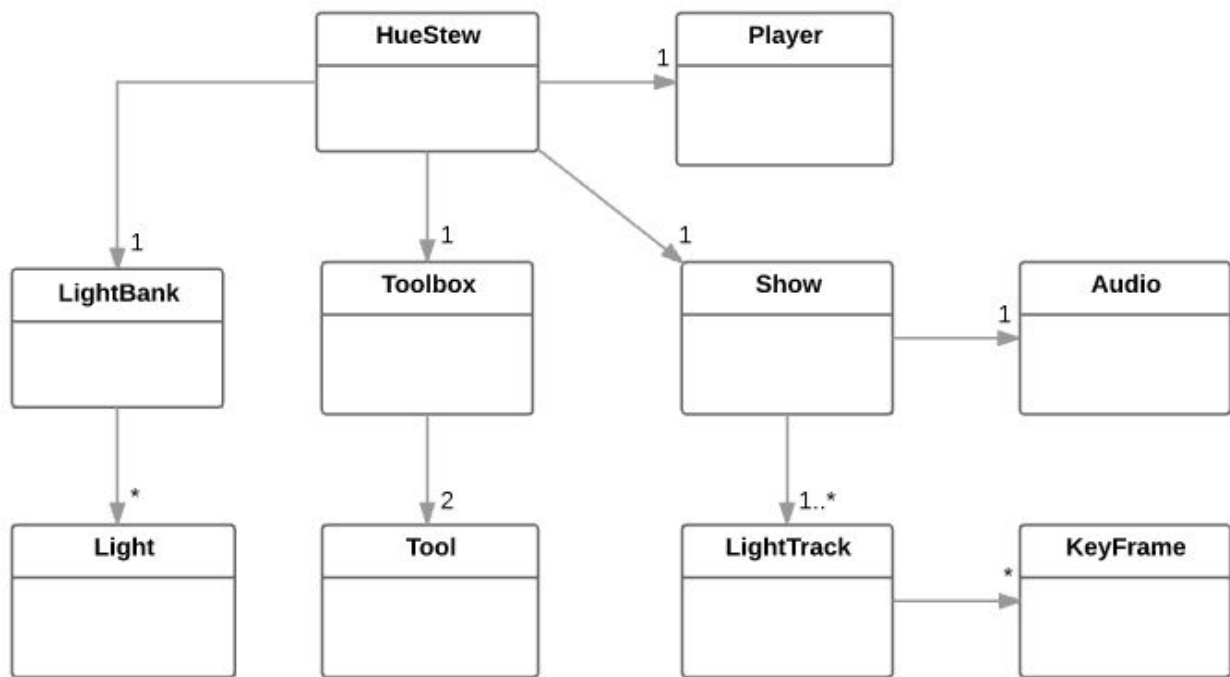 HueStew
Player
1
1
1
1
LightBank
Toolbox
Show
Audio
1
*
2
1..*
Light
Tool
LightTrack
KeyFrame
*